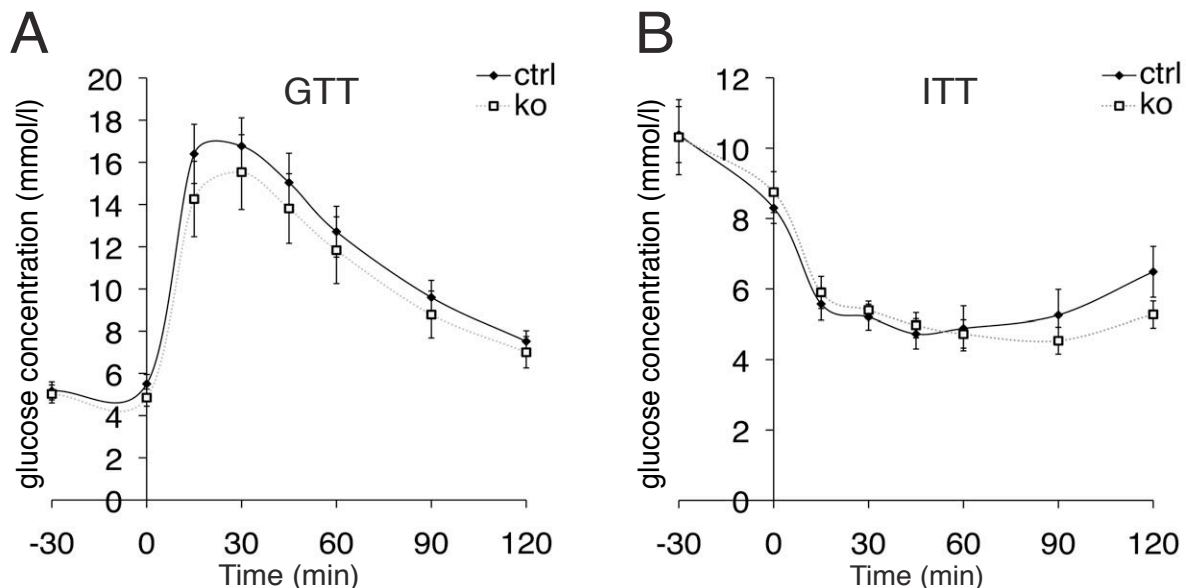 A
GTT
ctrl
ko
glucose concentration (mmol/l)
20
18
16
14
12
10
8
6
4
2
0
-30 0 30 60 90 120
Time (min)
B
ITT
ctrl
ko
glucose concentration (mmol/l)
12
10
8
6
4
2
0
-30 0 30 60 90 120
Time (min)